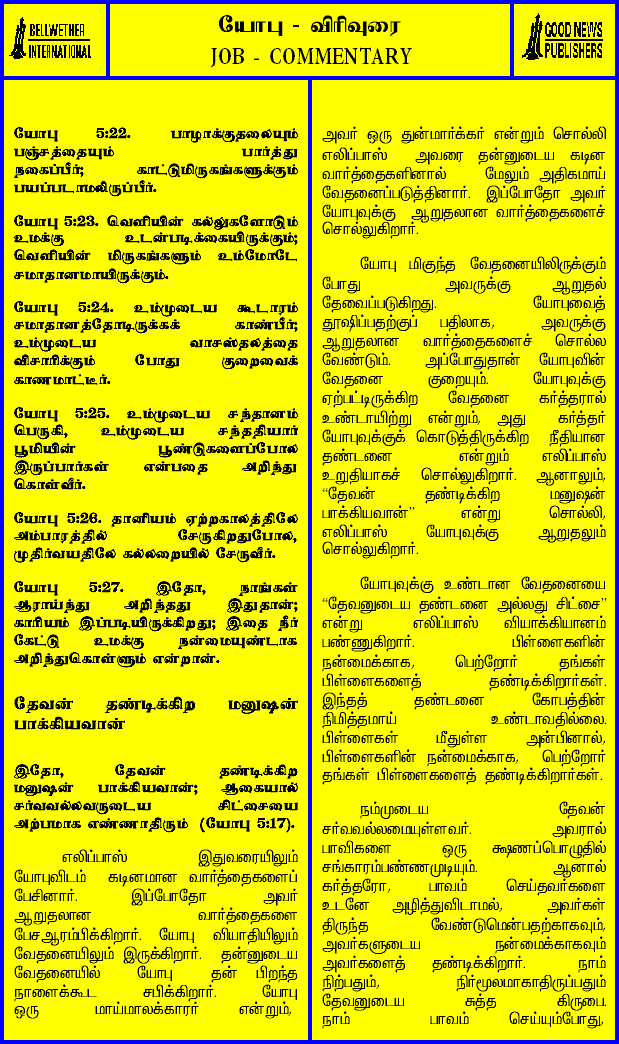 BELLWETHER
INTERNATIONAL
யோபு - விரிவுரை
JOB - COMMENTARY
GOOD NEWS
PUBLISHERS
யோபு 5:22. பாழாக்குதலையும்
பஞ்சத்தையும் பார்த்து
நகைப்பீர்; காட்டுமிருகங்களுக்கும்
பயப்படாமலிருப்பீர்.
யோபு 5:23. வெளியின் கல்லுகளோடும்
உமக்கு உடன்படிக்கையிருக்கும்;
வெளியின் மிருகங்களும் உம்மோடே
சமாதானமாயிருக்கும்.
யோபு 5:24. உம்முடைய கூடாரம்
சமாதானத்தோடிருக்கக் காண்பீர்;
உம்முடைய வாசஸ்தலத்தை
விசாரிக்கும் போது குறைவைக்
காணமாட்டீர்.
யோபு 5:25. உம்முடைய சந்தானம்
பெருகி, உம்முடைய சந்ததியார்
பூமியின் பூண்டுகளைப்போல
இருப்பார்கள் என்பதை அறிந்து
கொள்வீர்.
யோபு 5:26. தானியம் ஏற்றகாலத்திலே
அம்பாரத்தில் சேருகிறதுபோல,
முதிர்வயதிலே கல்லறையில் சேருவீர்.
யோபு 5:27. இதோ, நாங்கள்
ஆராய்ந்து அறிந்தது இதுதான்;
காரியம் இப்படியிருக்கிறது; இதை நீர்
கேட்டு உமக்கு நன்மையுண்டாக
அறிந்துகொள்ளும் என்றான்.
தேவன் தண்டிக்கிற மனுஷன்
பாக்கியவான்
இதோ, தேவன் தண்டிக்கிற
மனுஷன் பாக்கியவான்; ஆகையால்
சர்வவல்லவருடைய சிட்சையை
அற்பமாக எண்ணாதிரும் (யோபு 5:17).
எலிப்பாஸ் இதுவரையிலும்
யோபுவிடம் கடினமான வார்த்தைகளைப்
பேசினார். இப்போதோ அவர்
ஆறுதலான வார்த்தைகளை
பேசஆரம்பிக்கிறார். யோபு வியாதியிலும்
வேதனையிலும் இருக்கிறார். தன்னுடைய
வேதனையில் யோபு தன் பிறந்த
நாளைக்கூட சபிக்கிறார். யோபு
ஒரு மாய்மாலக்காரர் என்றும்,
அவர் ஒரு துன்மார்க்கர் என்றும் சொல்லி
எலிப்பாஸ் அவரை தன்னுடைய கடின
வார்த்தைகளினால் மேலும் அதிகமாய்
வேதனைப்படுத்தினார். இப்போதோ அவர்
யோபுவுக்கு ஆறுதலான வார்த்தைகளைச்
சொல்லுகிறார்.
யோபு மிகுந்த வேதனையிலிருக்கும்
போது அவருக்கு ஆறுதல்
தேவைப்படுகிறது. யோபுவைத்
தூஷிப்பதற்குப் பதிலாக, அவருக்கு
ஆறுதலான வார்த்தைகளைச் சொல்ல
வேண்டும். அப்போதுதான் யோபுவின்
வேதனை குறையும். யோபுவுக்கு
ஏற்பட்டிருக்கிற வேதனை கர்த்தரால்
உண்டாயிற்று என்றும், அது கர்த்தர்
யோபுவுக்குக் கொடுத்திருக்கிற நீதியான
தண்டனை என்றும் எலிப்பாஸ்
உறுதியாகச் சொல்லுகிறார். ஆனாலும்,
“தேவன் தண்டிக்கிற மனுஷன்
பாக்கியவான்” என்று சொல்லி,
எலிப்பாஸ் யோபுவுக்கு ஆறுதலும்
சொல்லுகிறார்.
யோபுவுக்கு உண்டான வேதனையை
“தேவனுடைய தண்டனை அல்லது சிட்சை”
என்று எலிப்பாஸ் வியாக்கியானம்
பண்ணுகிறார். பிள்ளைகளின்
நன்மைக்காக, பெற்றோர் தங்கள்
பிள்ளைகளைத் தண்டிக்கிறார்கள்.
இந்தத் தண்டனை கோபத்தின்
நிமித்தமாய் உண்டாவதில்லை.
பிள்ளைகள் மீதுள்ள அன்பினால்,
பிள்ளைகளின் நன்மைக்காக, பெற்றோர்
தங்கள் பிள்ளைகளைத் தண்டிக்கிறார்கள்.
நம்முடைய தேவன்
சர்வவல்லமையுள்ளவர். அவரால்
பாவிகளை ஒரு க்ஷணப்பொழுதில்
சங்காரம்பண்ணமுடியும். ஆனால்
கர்த்தரோ, பாவம் செய்தவர்களை
உடனே அழித்துவிடாமல், அவர்கள்
திருந்த வேண்டுமென்பதற்காகவும்,
அவர்களுடைய நன்மைக்காகவும்
அவர்களைத் தண்டிக்கிறார். நாம்
நிற்பதும், நிர்மூலமாகாதிருப்பதும்
தேவனுடைய சுத்த கிருபை.
நாம் பாவம் செய்யும்போது,